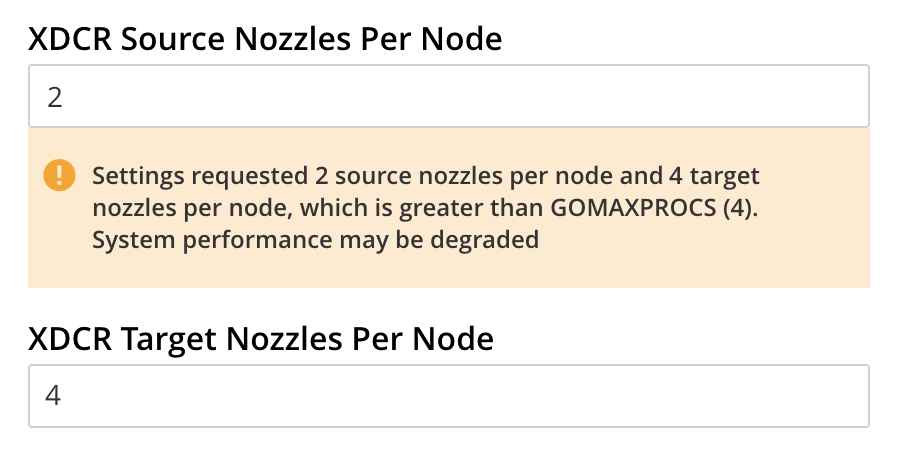 XDCR Source Nozzles Per Node
2
Settings requested 2 source nozzles per node and 4 target
nozzles per node, which is greater than GOMAXPROCS (4).
System performance may be degraded
XDCR Target Nozzles Per Node
4